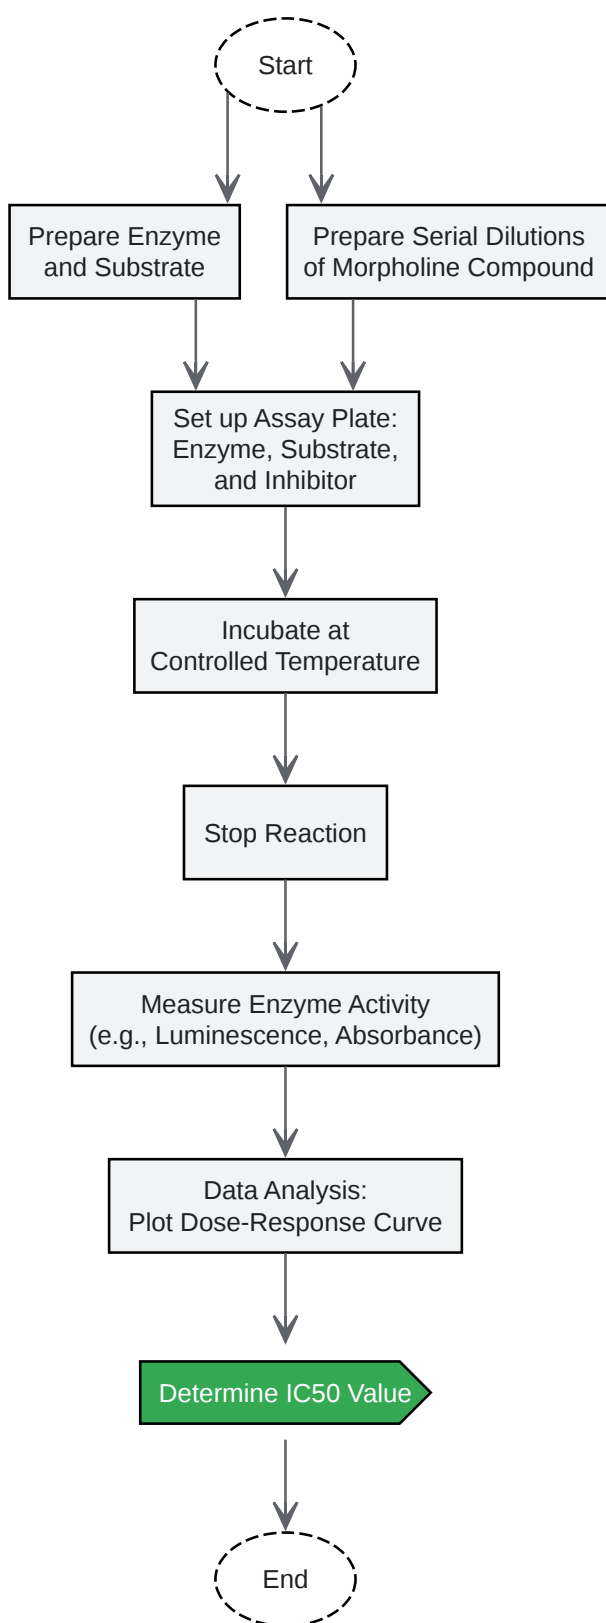 Start
Prepare Enzyme
and Substrate
Prepare Serial Dilutions
of Morpholine Compound
Set up Assay Plate:
Enzyme, Substrate,
and Inhibitor
Incubate at
Controlled Temperature
Stop Reaction
Measure Enzyme Activity
(e.g., Luminescence, Absorbance)
Data Analysis:
Plot Dose-Response Curve
Determine IC50 Value
End